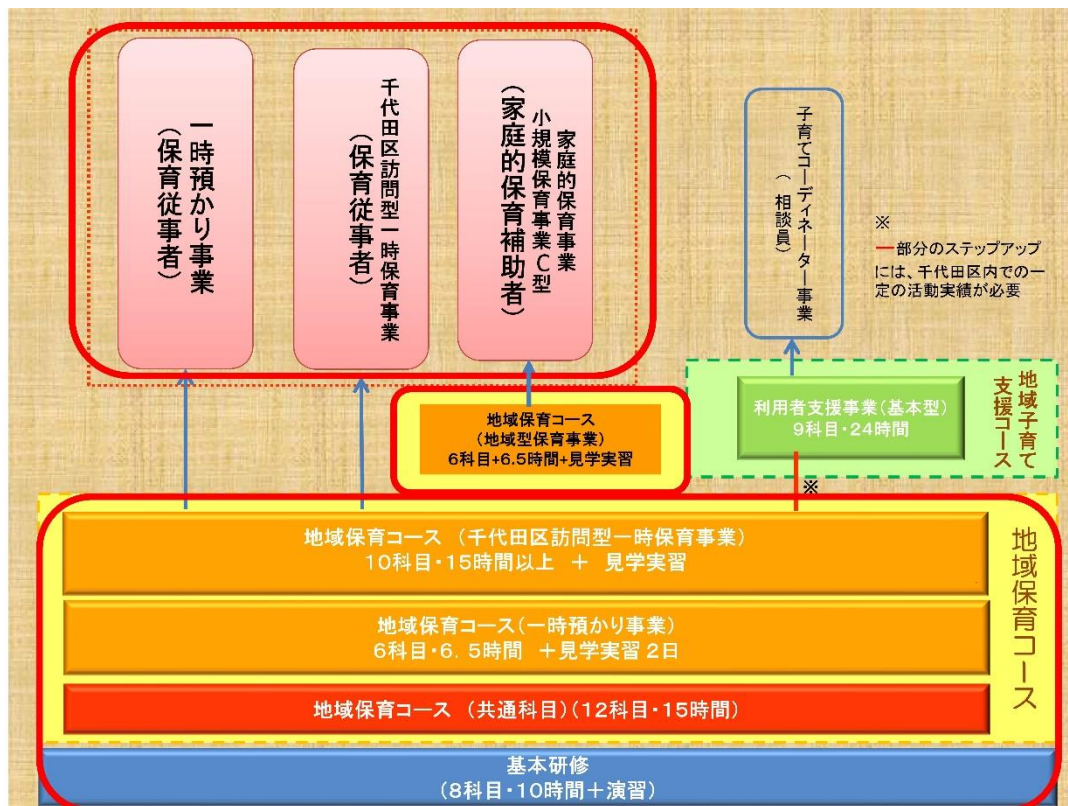 一時預かり事業
(保育従事者)
千代田区訪問型一時保育事業
(保育従事者)
家庭的保育事業
小規模保育事業C型
(家庭的保育補助者)
子育てコーディネーター事業
( 相談員)
※
ー部分のステップアップ
には、千代田区内での一
定の活動実績が必要
地域保育コース
(地域型保育事業)
6科目+6.5時間+見学実習
利用者支援事業(基本型)
9科目・24時間
地域子育て
支援コース
※
地域保育コース (千代田区訪問型一時保育事業)
10科目・15時間以上 + 見学実習
地域保育コース(一時預かり事業)
6科目・6.5時間 +見学実習2日
地域保育コース (共通科目)(12科目・15時間)
地域保育コース
基本研修
(8科目・10時間+演習)